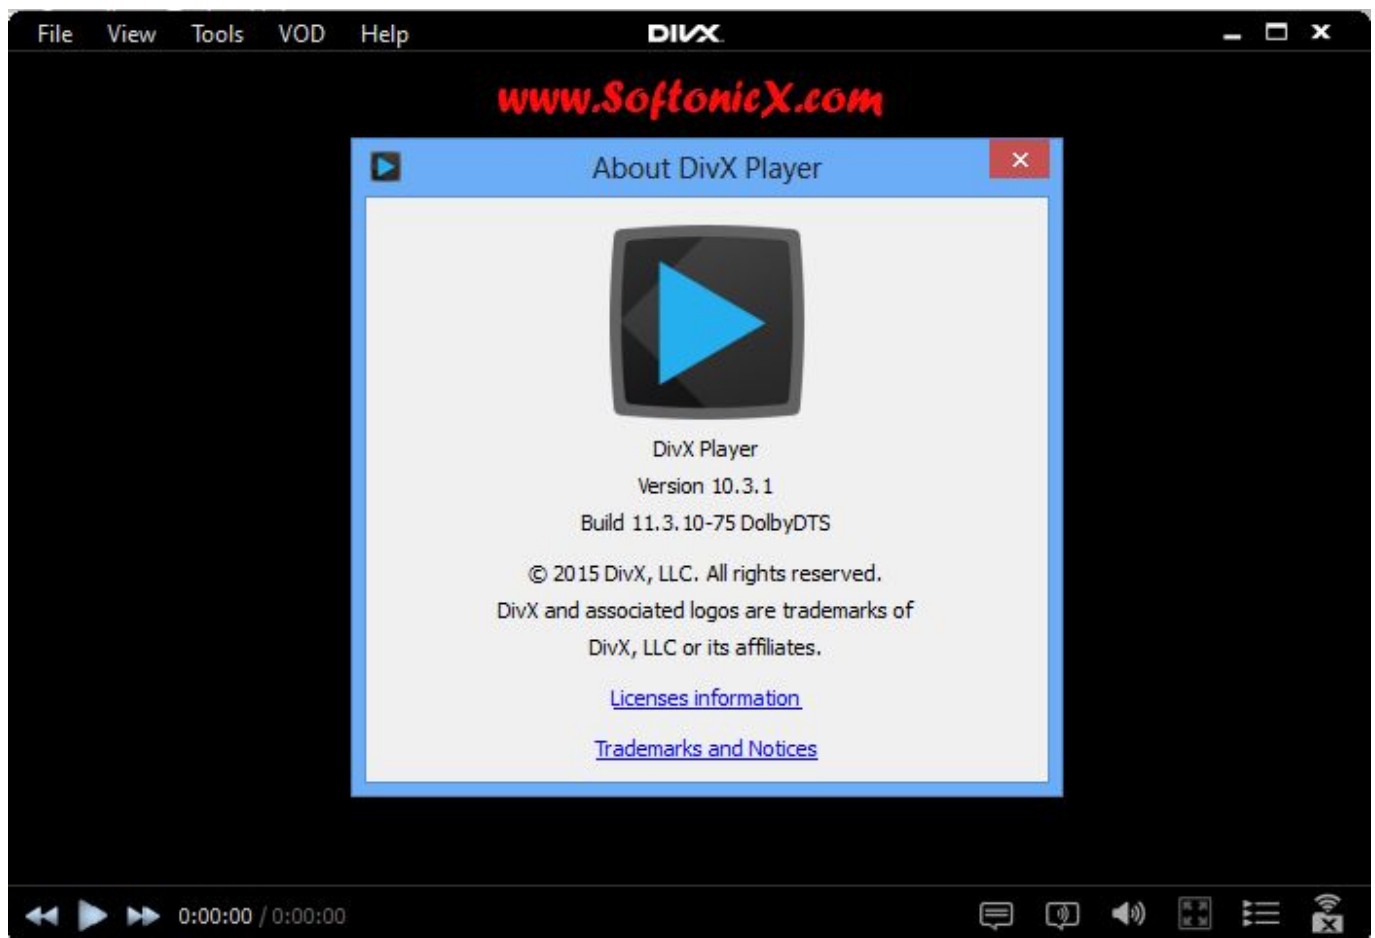 File View Tools VOD Help DIVX
www.SoftonicX.com
About DivX Player
DivX Player
Version 10.3.1
Build 11.3.10-75 DolbyDTS
© 2015 DivX, LLC. All rights reserved.
DivX and associated logos are trademarks of
DivX, LLC or its affiliates.
Licenses information
Trademarks and Notices
0:00:00 / 0:00:00